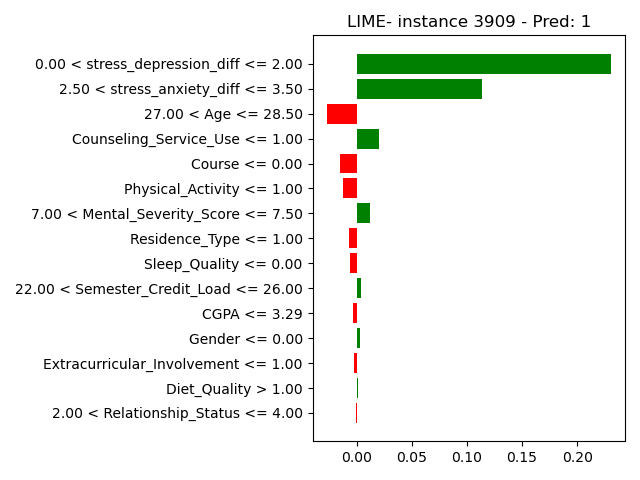 LIME- instance 3909 - Pred: 1
0.00 < stress_depression_diff <= 2.00
2.50 < stress_anxiety_diff <= 3.50
27.00 < Age <= 28.50
Counseling_Service_Use <= 1.00
Course <= 0.00
Physical_Activity <= 1.00
7.00 < Mental_Severity_Score <= 7.50
Residence_Type <= 1.00
Sleep_Quality <= 0.00
22.00 < Semester_Credit_Load <= 26.00
CGPA <= 3.29
Gender <= 0.00
Extracurricular_Involvement <= 1.00
Diet_Quality > 1.00
2.00 < Relationship_Status <= 4.00
0.00 0.05 0.10 0.15 0.20